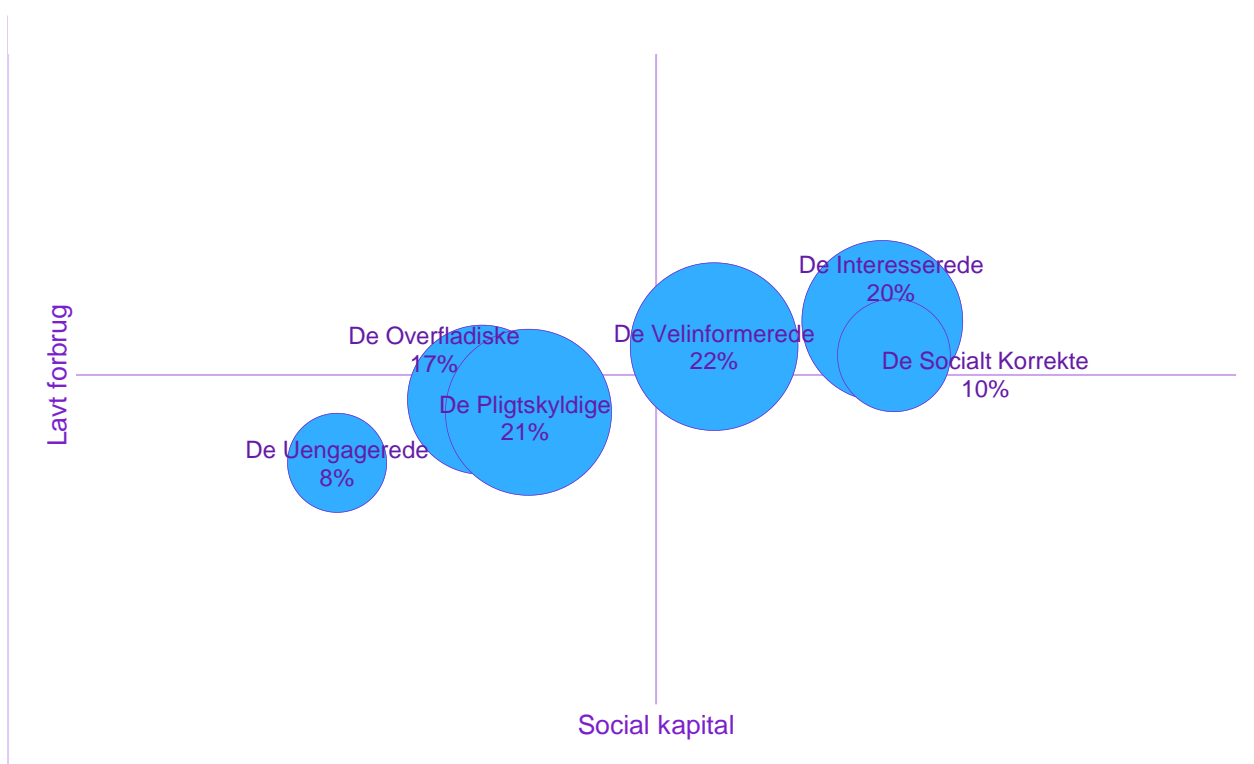 De Interesserede
20%
De Velinformerede
22%
De Overfladiske
17%
De Socialt Korrekte
10%
De Pligtskyldige
21%
De Uengagerede
8%
Lavt forbrug
Social kapital